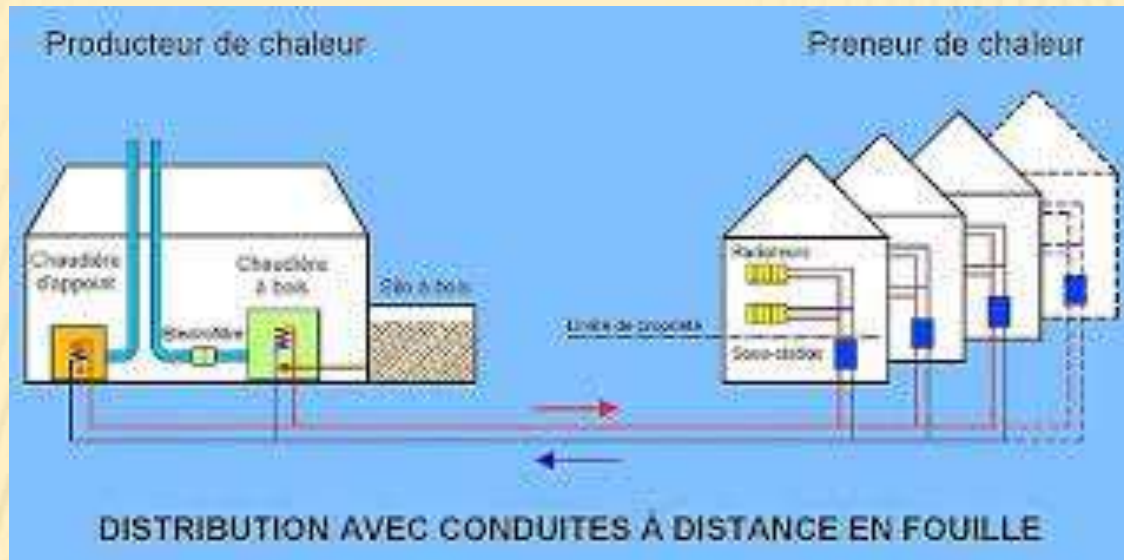 Producteur de chaleur
Preneur de chaleur
Chaudière
d'appoint
Chaudière
à bois
Silo à bois
Electrofiltre
Radiateurs
Limite de propriété
Sous-station
DISTRIBUTION AVEC CONDUITES À DISTANCE EN FOUILLE